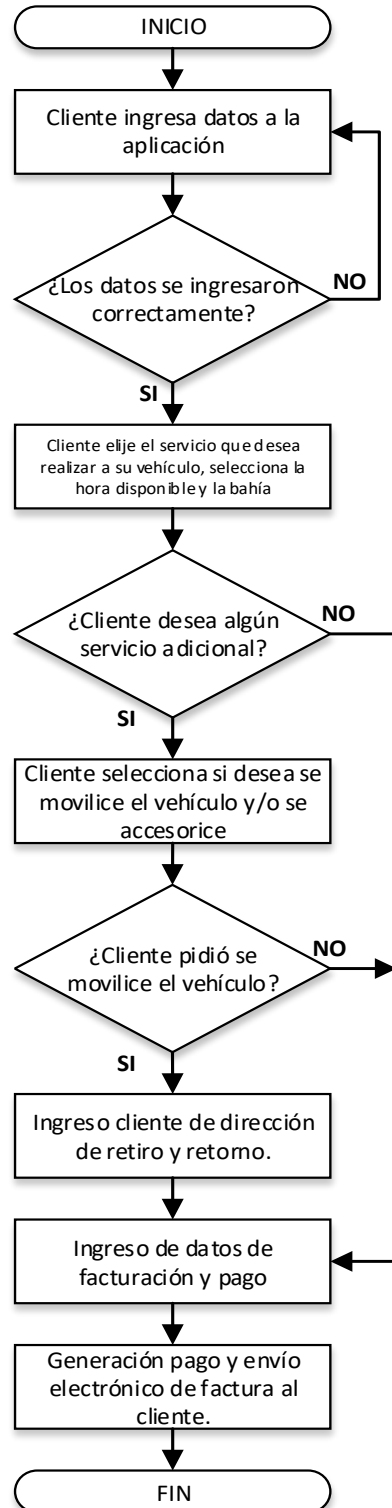 INICIO
Cliente ingresa datos a la
aplicación
¿Los datos se ingresaron
correctamente?
NO
SI
Cliente elije el servicio que desea
realizar a su vehículo, selecciona la
hora disponible y la bahía
¿Cliente desea algún
servicio adicional?
NO
SI
Cliente selecciona si desea se
movilice el vehículo y/o se
accesorice
¿Cliente pidió se
movilice el vehículo?
NO
SI
Ingreso cliente de dirección
de retiro y retorno.
Ingreso de datos de
facturación y pago
Generación pago y envío
electrónico de factura al
cliente.
FIN